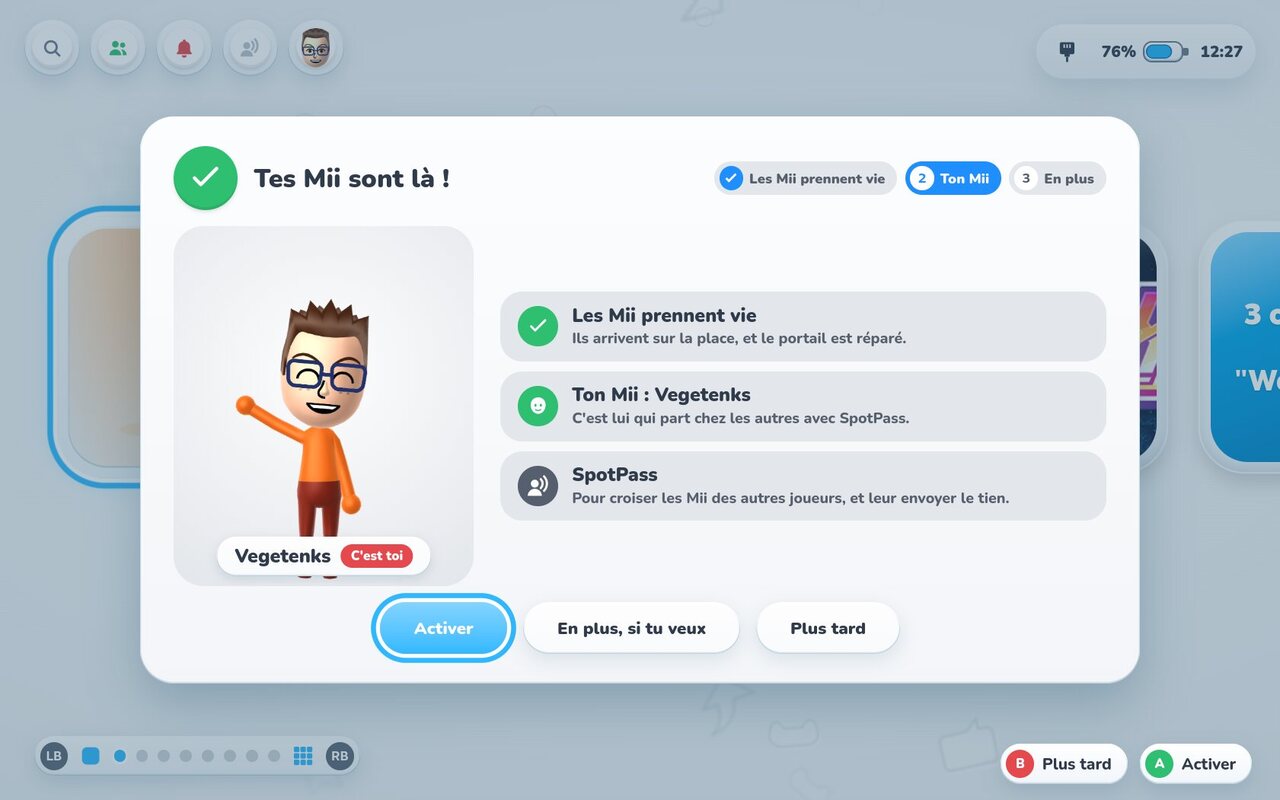 76% 12:27
Tes Mii sont là !
Les Mii prennent vie
2 Ton Mii
3 En plus
Les Mii prennent vie
Ils arrivent sur la place, et le portail est réparé.
Ton Mii : Vegetenks
C'est lui qui part chez les autres avec SpotPass.
SpotPass
Pour croiser les Mii des autres joueurs, et leur envoyer le tien.
Vegetenks C'est toi
Activer
En plus, si tu veux
Plus tard
3
"W
LB
RB
B Plus tard
A Activer